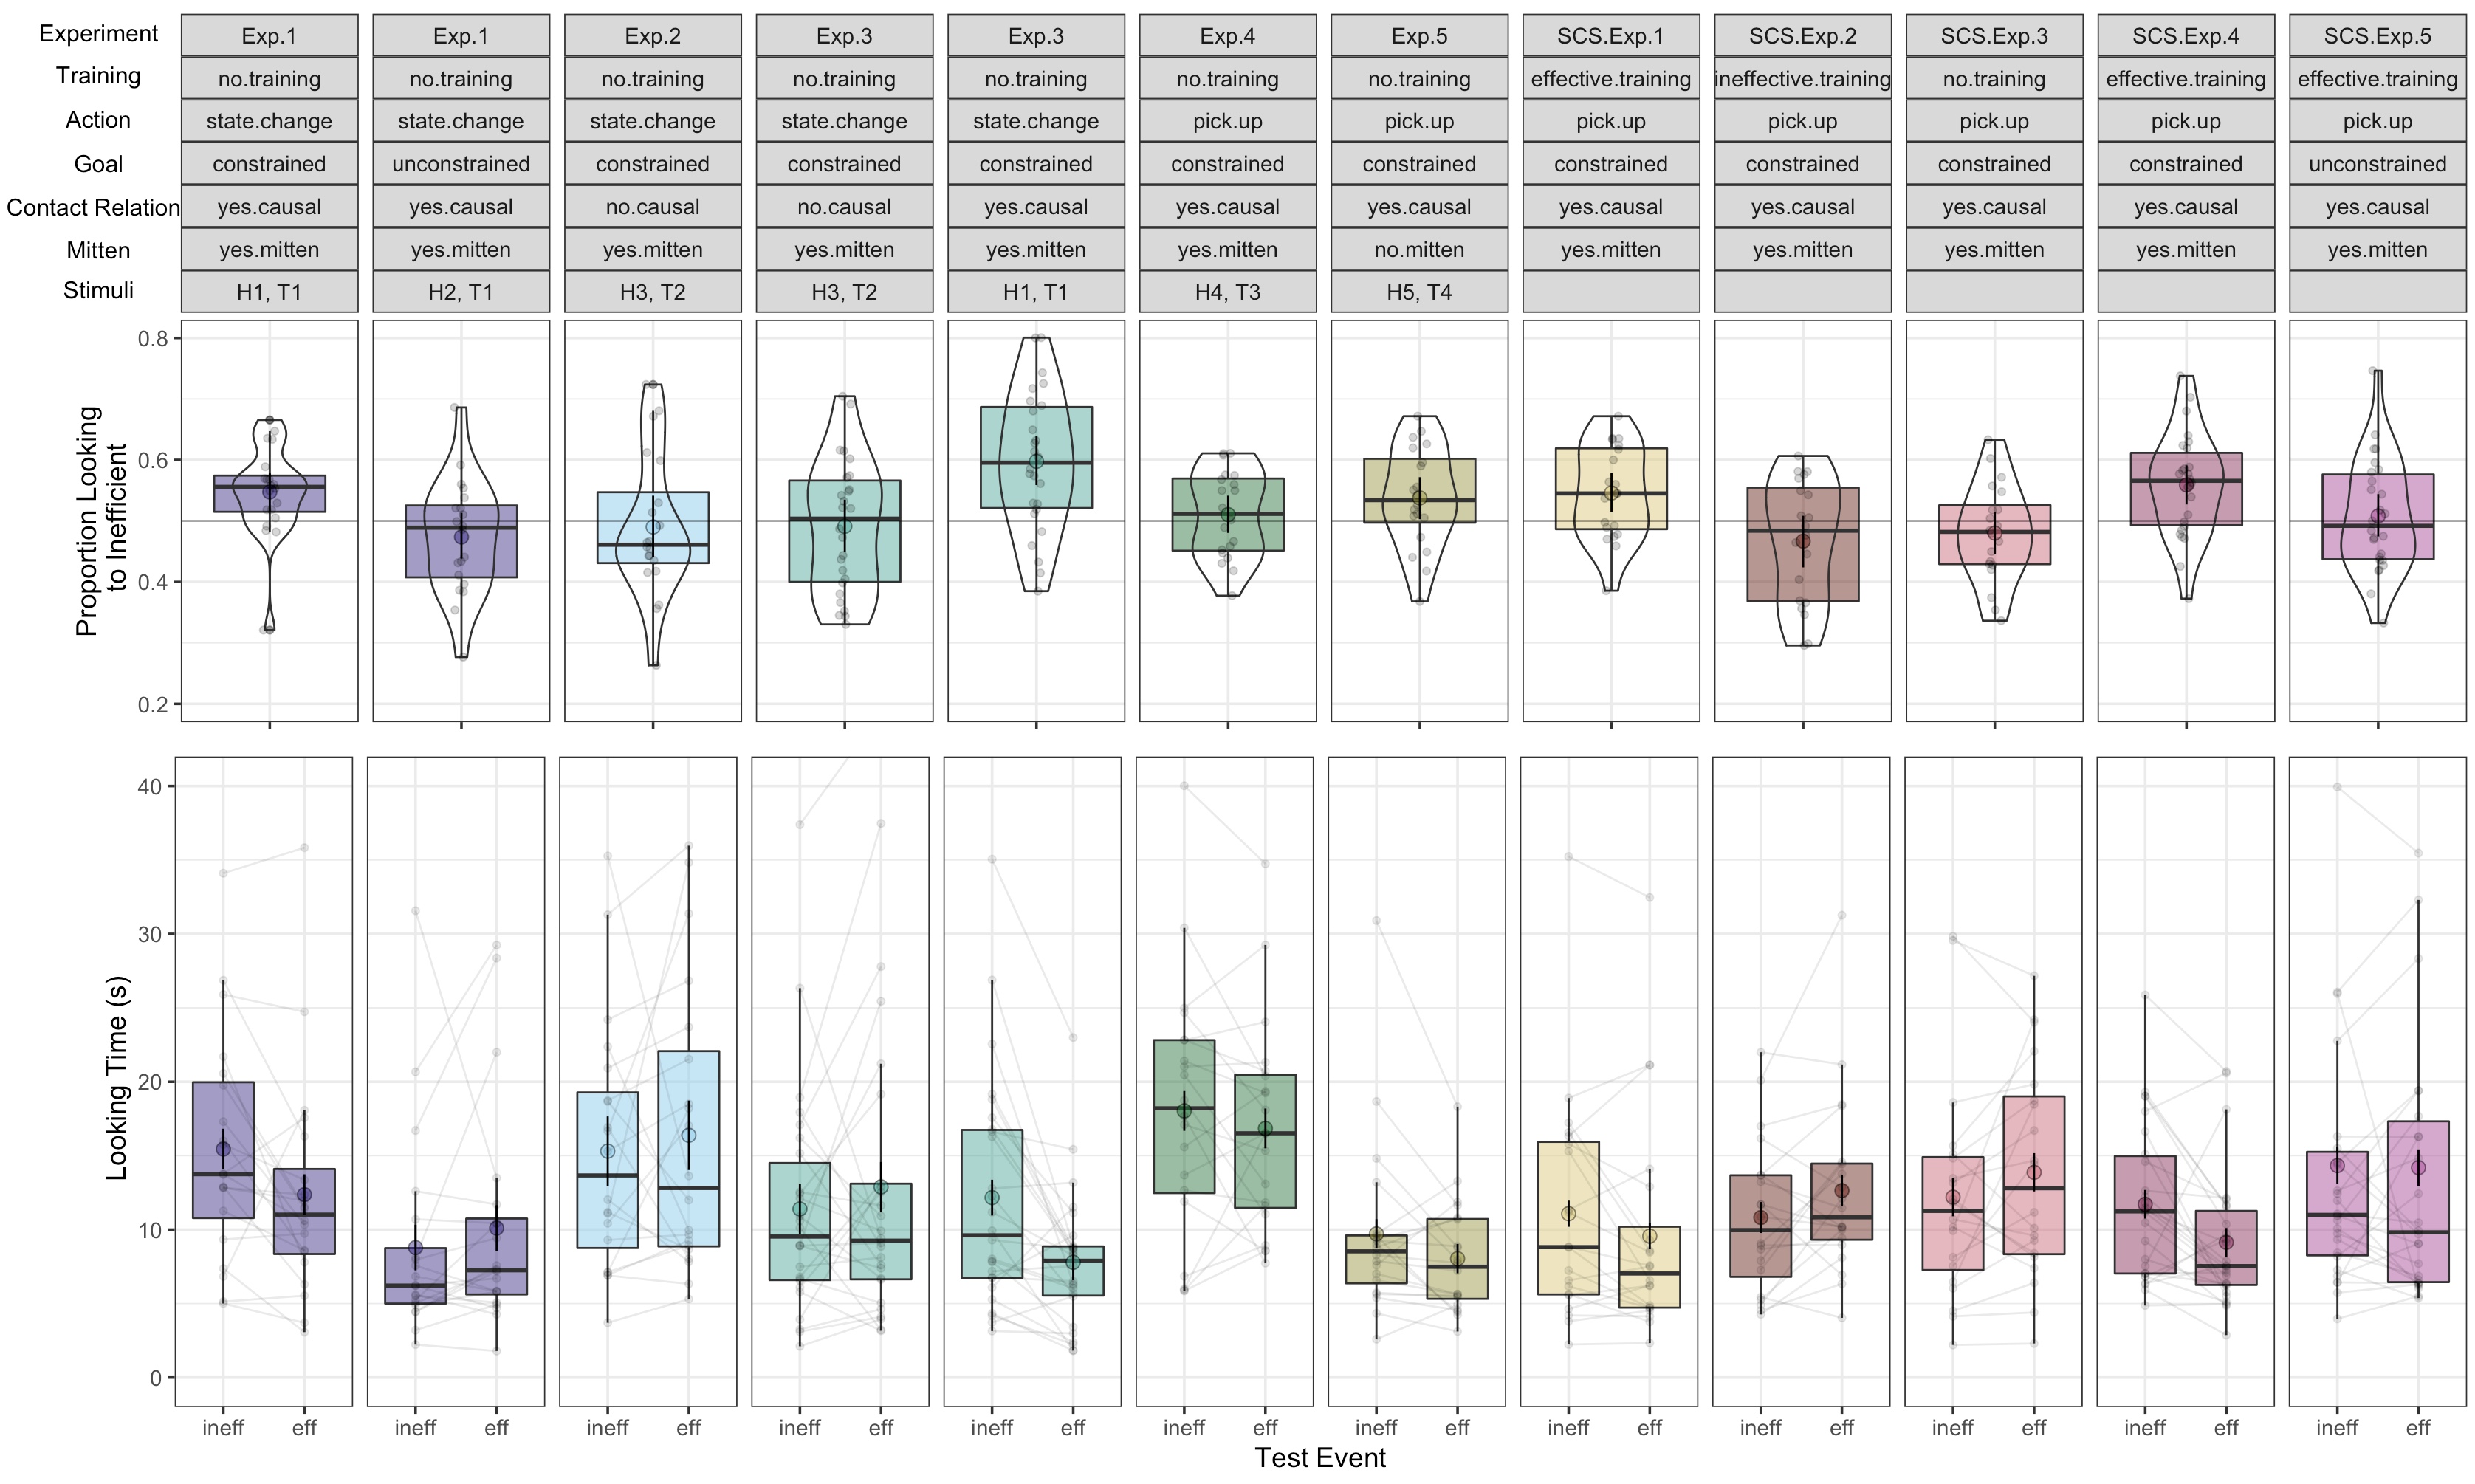 Experiment Exp.1 Exp.1 Exp.2 Exp.3 Exp.3 Exp.4 Exp.5 SCS.Exp.1 SCS.Exp.2 SCS.Exp.3 SCS.Exp.4 SCS.Exp.5
Training no.training no.training no.training no.training no.training no.training no.training effective.training ineffective.training no.training effective.training effective.training
Action state.change state.change state.change state.change state.change pick.up pick.up pick.up pick.up pick.up pick.up pick.up
Goal constrained unconstrained constrained constrained constrained constrained constrained constrained constrained constrained constrained unconstrained
Contact Relation yes.causal yes.causal no.causal no.causal yes.causal yes.causal yes.causal yes.causal yes.causal yes.causal yes.causal yes.causal
Mitten yes.mitten yes.mitten yes.mitten yes.mitten yes.mitten yes.mitten no.mitten yes.mitten yes.mitten yes.mitten yes.mitten yes.mitten
Stimuli H1, T1 H2, T1 H3, T2 H3, T2 H1, T1 H4, T3 H5, T4
Proportion Looking
to Inefficient
0.8
0.6
0.4
0.2
Looking Time (s)
40
30
20
10
0
ineff eff ineff eff ineff eff ineff eff ineff eff ineff eff ineff eff ineff eff ineff eff ineff eff ineff eff ineff eff
Test Event